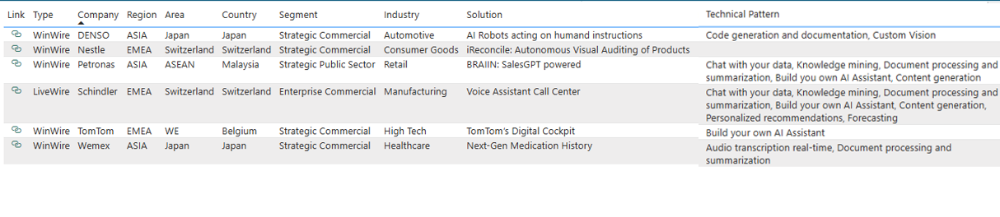 Link Type Company Region Area Country Segment Industry Solution Technical Pattern
WinWire DENSO ASIA Japan Japan Strategic Commercial Automotive AI Robots acting on humand instructions Code generation and documentation, Custom Vision
WinWire Nestle EMEA Switzerland Switzerland Strategic Commercial Consumer Goods iReconcile: Autonomous Visual Auditing of Products
WinWire Petronas ASIA ASEAN Malaysia Strategic Public Sector Retail BRAIIN: SalesGPT powered Chat with your data, Knowledge mining, Document processing and
summarization, Build you own AI Assistant, Content generation
LiveWire Schindler EMEA Switzerland Switzerland Enterprise Commercial Manufacturing Voice Assistant Call Center Chat with your data, Knowledge mining, Document processing and
summarization, Build your own AI Assistant, Content generation,
Personalized recommendations, Forecasting
WinWire TomTom EMEA WE Belgium Strategic Commercial High Tech TomTom's Digital Cockpit Build your own AI Assistant
WinWire Wemex ASIA Japan Japan Strategic Commercial Healthcare Next-Gen Medication History Audio transcription real-time, Document processing and
summarization